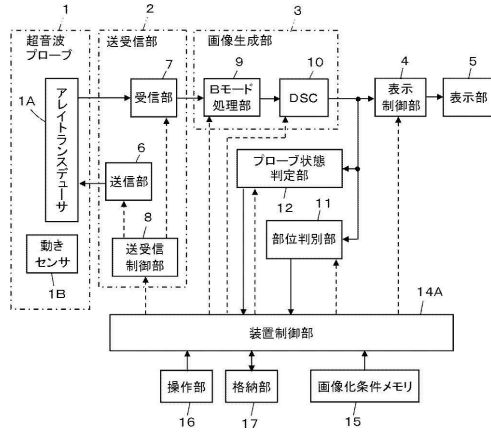 1
2
3
超音波
プローブ
送受信部
画像生成部
7
9
10
4
5
1A
アレイトランスデューサ
受信部
Bモード
処理部
DSC
表示
制御部
表示部
6
送信部
プローブ状態
判定部
12
11
8
動き
センサ
送受信
制御部
部位判別部
1B
14A
装置制御部
操作部
格納部
画像化条件メモリ
16
17
15